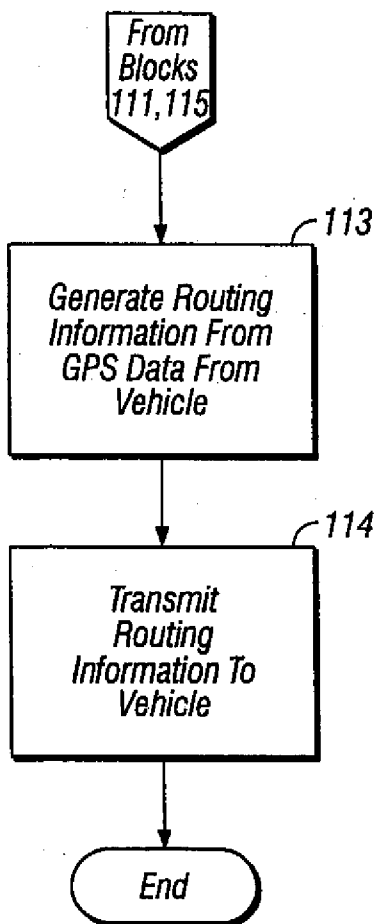 From
Blocks
111, 115
113
Generate Routing
Information From
GPS Data From
Vehicle
114
Transmit
Routing
Information To
Vehicle
End